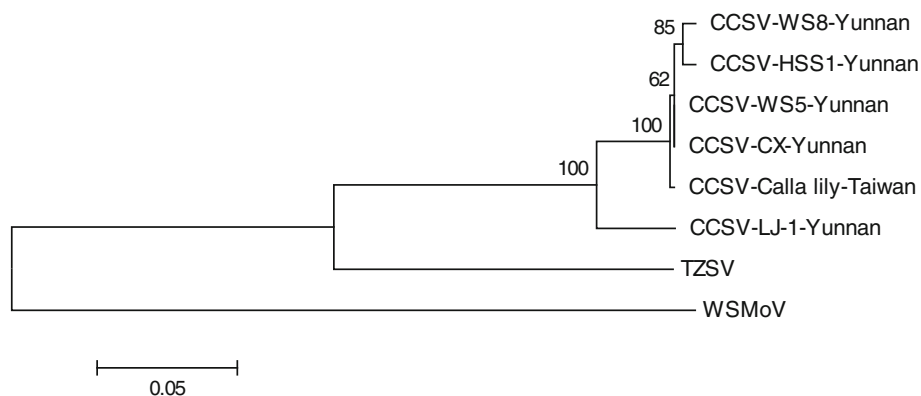 CCSV-WS8-Yunnan
85
CCSV-HSS1-Yunnan
62
CCSV-WS5-Yunnan
100
CCSV-CX-Yunnan
100
CCSV-Calla lily-Taiwan
CCSV-LJ-1-Yunnan
TZSV
WSMoV
0.05